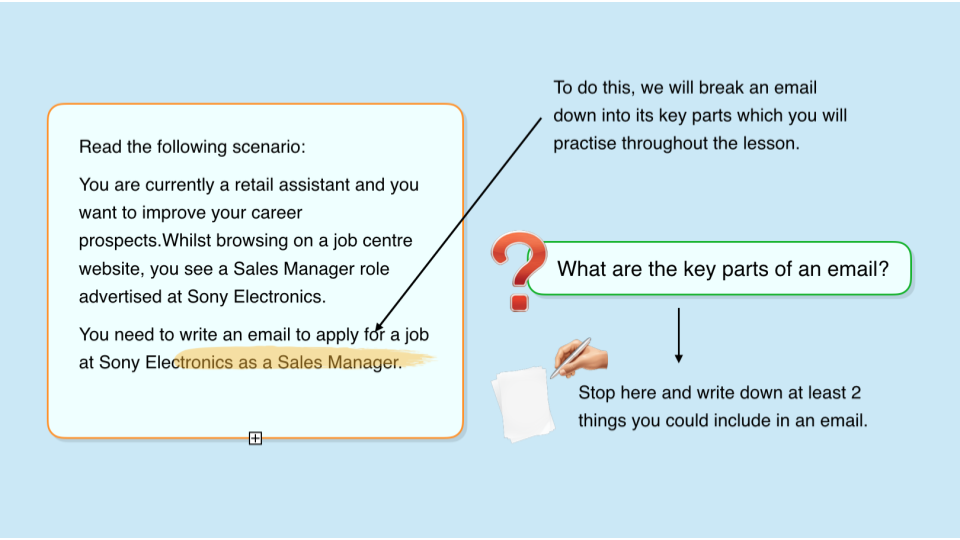 Read the following scenario:
You are currently a retail assistant and you
want to improve your career
prospects.Whilst browsing on a job centre
website, you see a Sales Manager role
advertised at Sony Electronics.
You need to write an email to apply for a job
at Sony Electronics as a Sales Manager.
To do this, we will break an email
down into its key parts which you will
practise throughout the lesson.
What are the key parts of an email?
Stop here and write down at least 2
things you could include in an email.